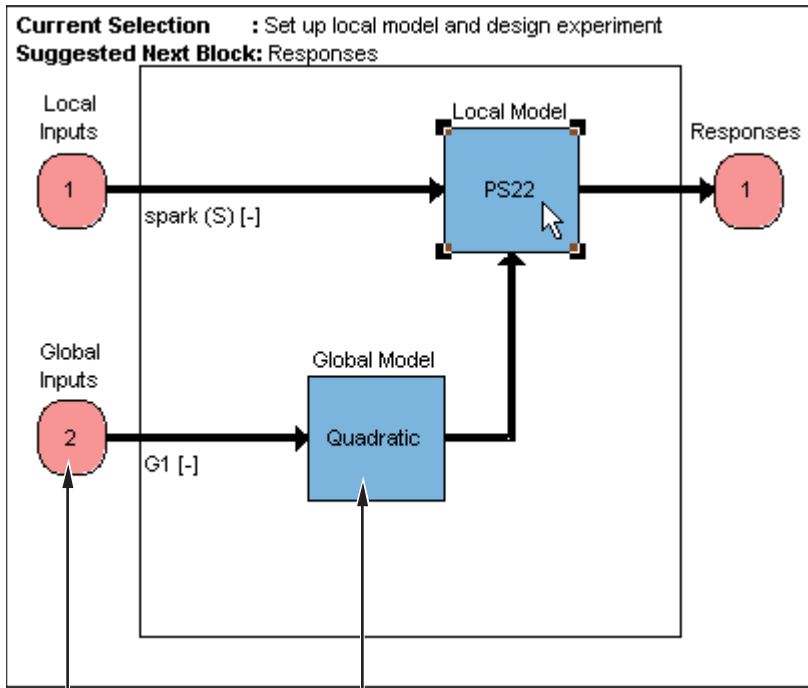 Current Selection : Set up local model and design experiment
Suggested Next Block: Responses
Local
Inputs
Local Model
Responses
1
PS22
1
spark (S) [-]
Global
Inputs
Global Model
2
Quadratic
G1 [-]